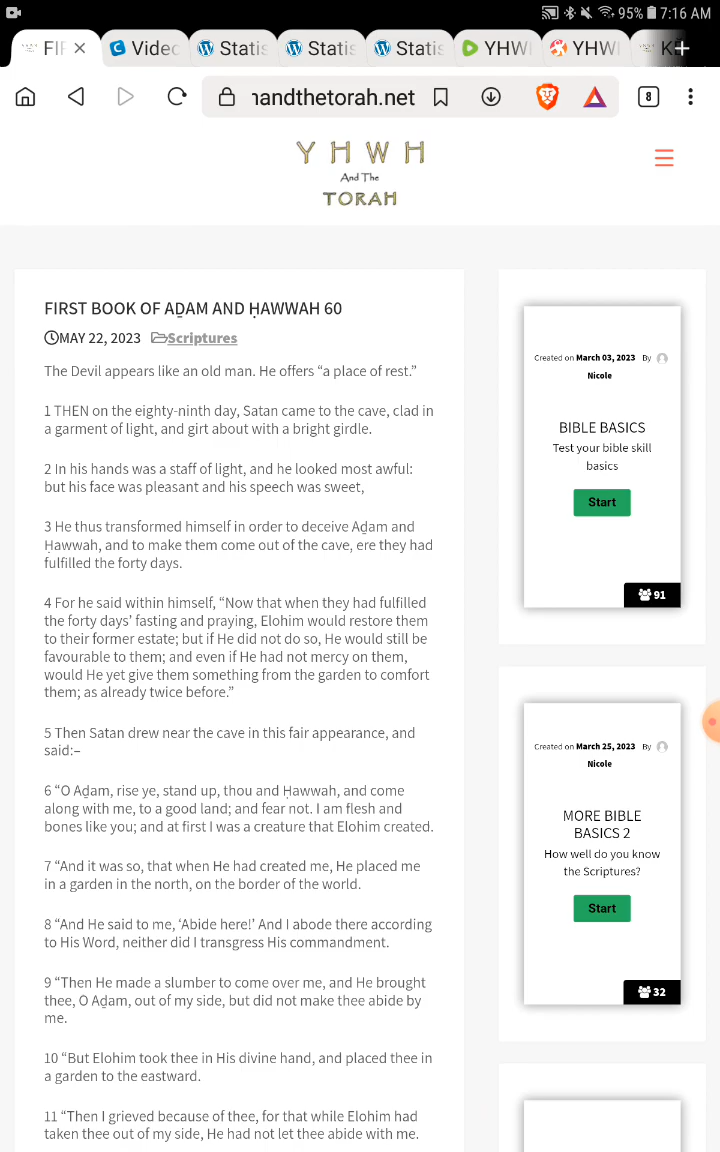 95% 7:16 AM
FIF
Videc
Statis
Statis
Statis
YHWI
YHWI
K
andthetorah.net
8
Y H W H
And The
TORAH
FIRST BOOK OF AḎAM AND ḤAWWAH 60
MAY 22, 2023 Scriptures
The Devil appears like an old man. He offers “a place of rest.”
1 THEN on the eighty-ninth day, Satan came to the cave, clad in
a garment of light, and girt about with a bright girdle.
2 In his hands was a staff of light, and he looked most awful:
but his face was pleasant and his speech was sweet,
3 He thus transformed himself in order to deceive Aḏam and
Ḥawwah, and to make them come out of the cave, ere they had
fulfilled the forty days.
4 For he said within himself, “Now that when they had fulfilled
the forty days’ fasting and praying, Elohim would restore them
to their former estate; but if He did not do so, He would still be
favourable to them; and even if He had not mercy on them,
would He yet give them something from the garden to comfort
them; as already twice before.”
5 Then Satan drew near the cave in this fair appearance, and
said:–
6 “O Aḏam, rise ye, stand up, thou and Ḥawwah, and come
along with me, to a good land; and fear not. I am flesh and
bones like you; and at first I was a creature that Elohim created.
7 “And it was so, that when He had created me, He placed me
in a garden in the north, on the border of the world.
8 “And He said to me, ‘Abide here!’ And I abode there according
to His Word, neither did I transgress His commandment.
9 “Then He made a slumber to come over me, and He brought
thee, O Aḏam, out of my side, but did not make thee abide by
me.
10 “But Elohim took thee in His divine hand, and placed thee in
a garden to the eastward.
11 “Then I grieved because of thee, for that while Elohim had
taken thee out of my side, He had not let thee abide with me.
Created on March 03, 2023 By
Nicole
BIBLE BASICS
Test your bible skill
basics
Start
91
Created on March 25, 2023 By
Nicole
MORE BIBLE
BASICS 2
How well do you know
the Scriptures?
Start
32